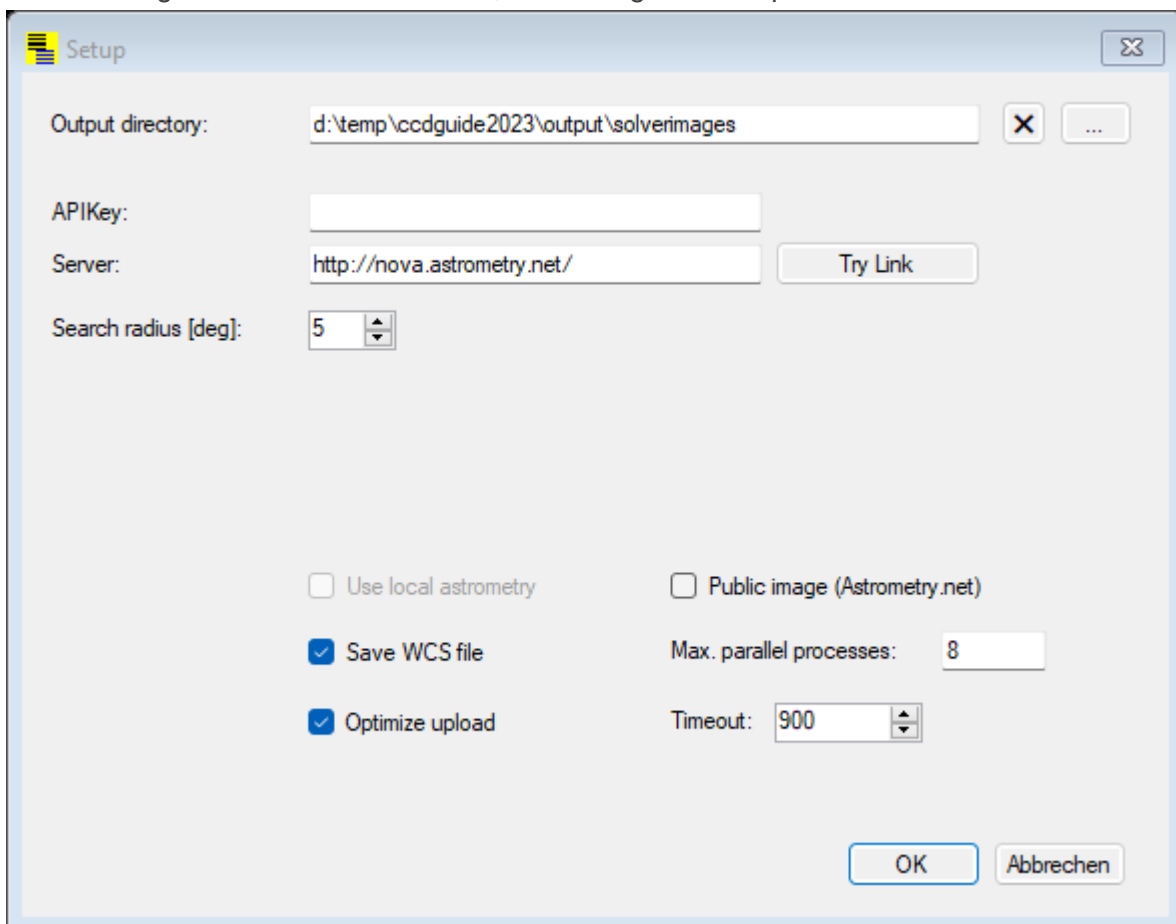 Setup
Output directory: d:\temp\ccdguide2023\output\solverimages ...
APIKey:
Server: http://nova.astrometry.net/ Try Link
Search radius [deg]: 5
Use local astrometry Public image (Astrometry.net)
Save WCS file Max. parallel processes: 8
Optimize upload Timeout: 900
OK Abbrechen